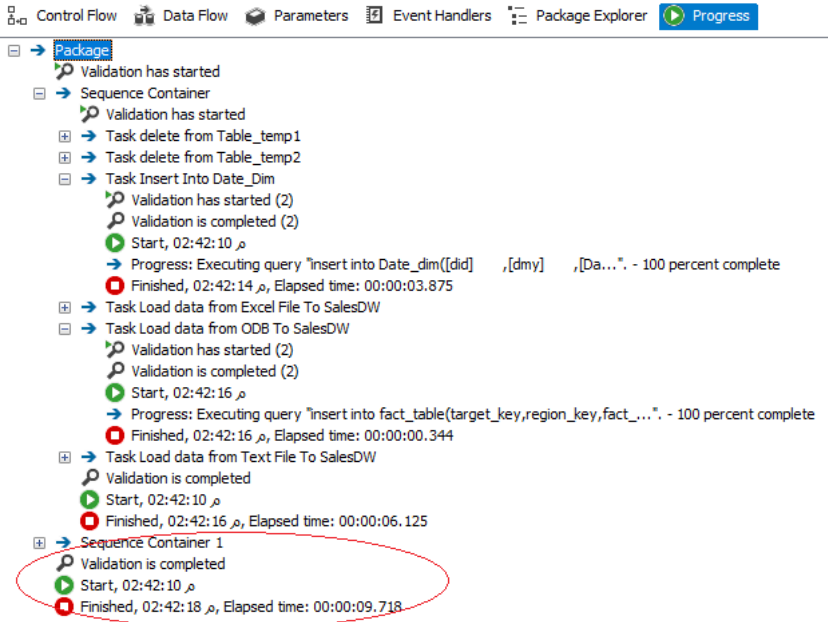 Control Flow Data Flow Parameters Event Handlers Package Explorer Progress
Package
Validation has started
Sequence Container
Validation has started
Task delete from Table_temp1
Task delete from Table_temp2
Task Insert Into Date_Dim
Validation has started (2)
Validation is completed (2)
Start, 02:42:10 م
Progress: Executing query "insert into Date_dim([did] ,[dmy] ,[Da...". - 100 percent complete
Finished, 02:42:14 م, Elapsed time: 00:00:03.875
Task Load data from Excel File To SalesDW
Task Load data from ODB To SalesDW
Validation has started (2)
Validation is completed (2)
Start, 02:42:16 م
Progress: Executing query "insert into fact_table(target_key,region_key,fact_...". - 100 percent complete
Finished, 02:42:16 م, Elapsed time: 00:00:00.344
Task Load data from Text File To SalesDW
Validation is completed
Start, 02:42:10 م
Finished, 02:42:16 م, Elapsed time: 00:00:06.125
Sequence Container 1
Validation is completed
Start, 02:42:10 م
Finished, 02:42:18 م, Elapsed time: 00:00:09.718